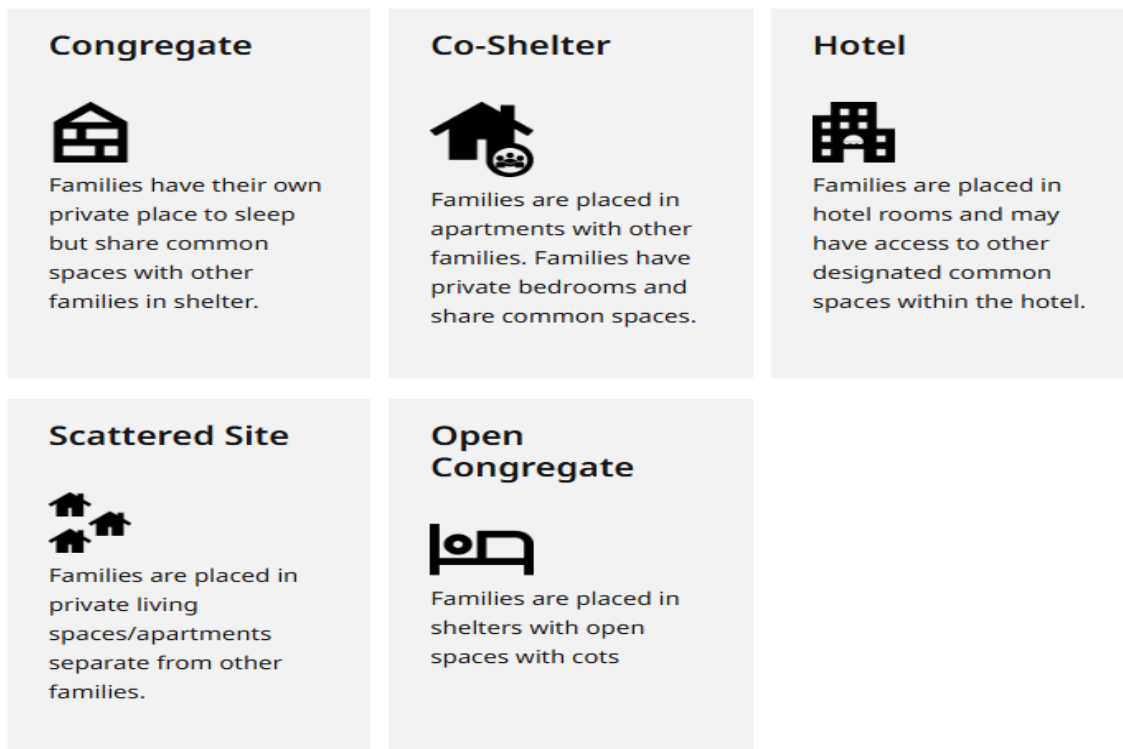 Congregate
Families have their own
private place to sleep
but share common
spaces with other
families in shelter.
Co-Shelter
Families are placed in
apartments with other
families. Families have
private bedrooms and
share common spaces.
Hotel
Families are placed in
hotel rooms and may
have access to other
designated common
spaces within the hotel.
Scattered Site
Families are placed in
private living
spaces/apartments
separate from other
families.
Open
Congregate
Families are placed in
shelters with open
spaces with cots